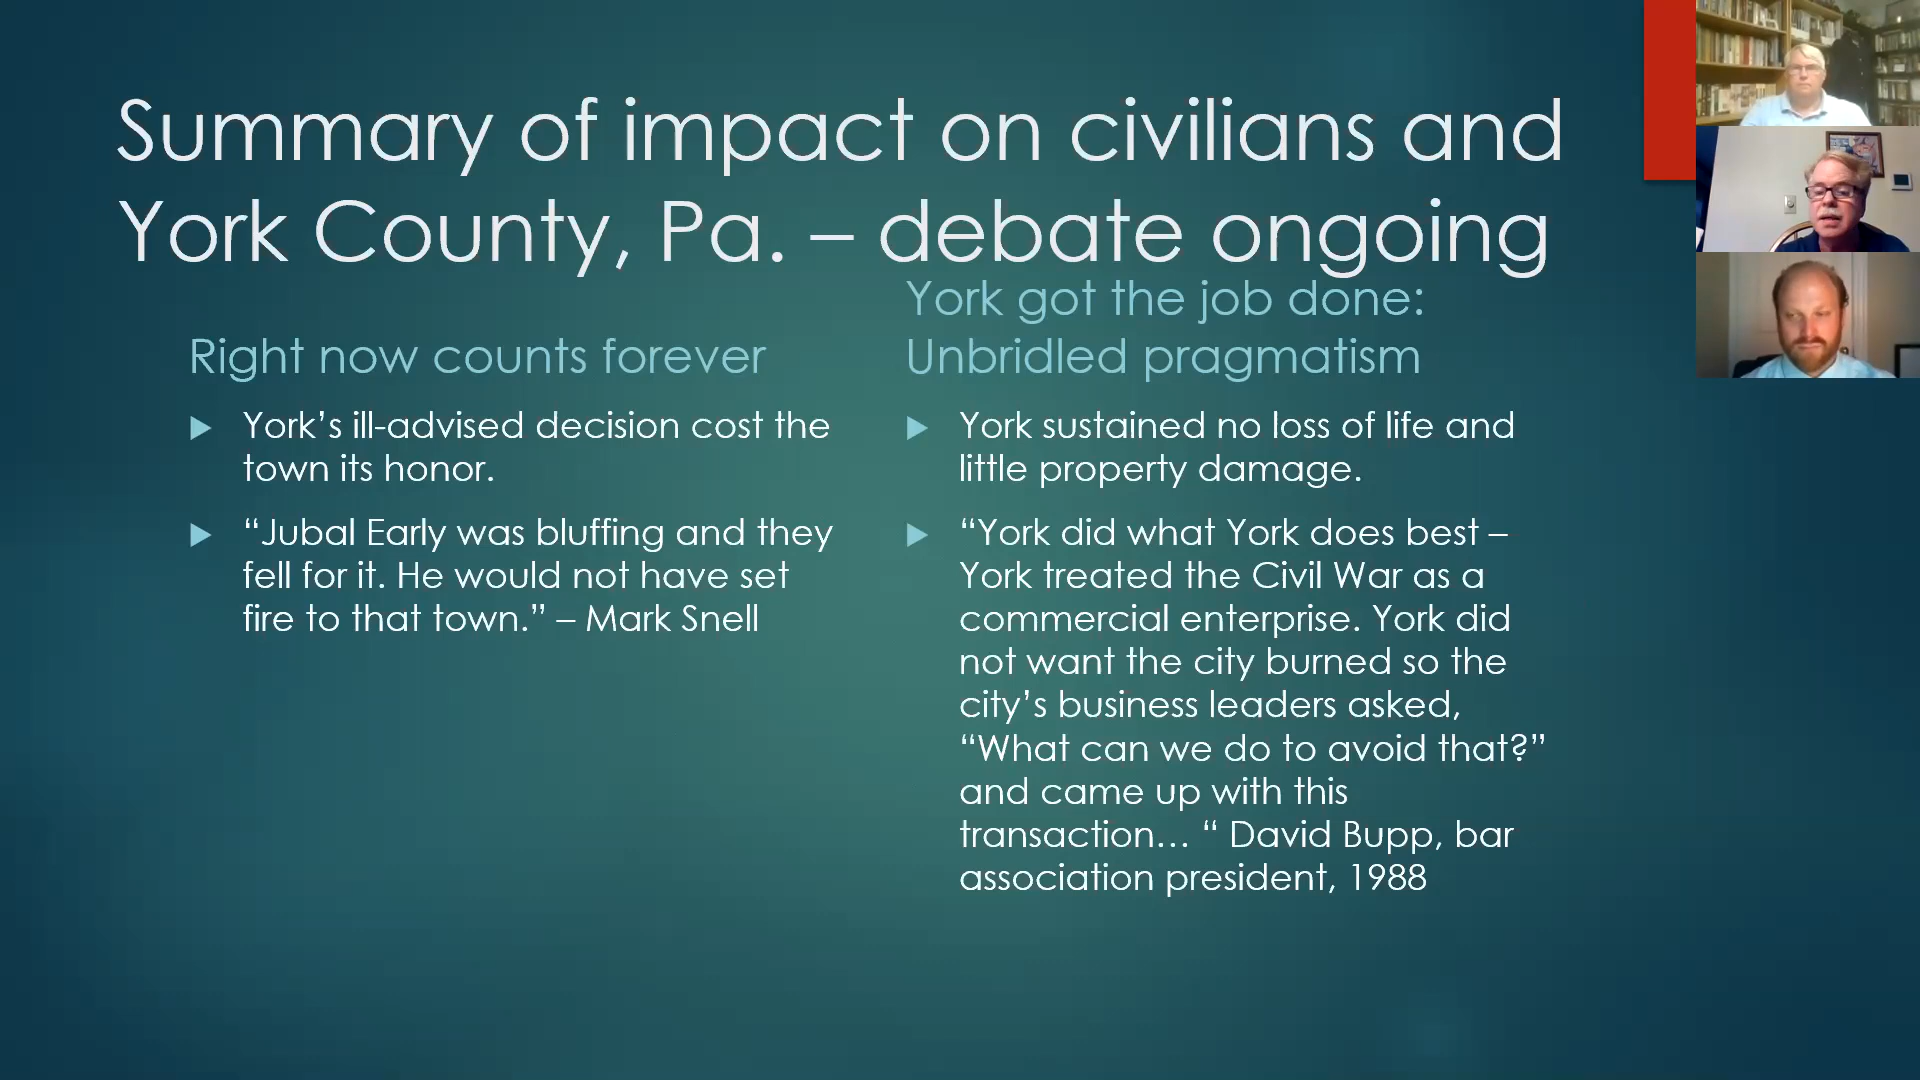 Summary of impact on civilians and
York County, Pa. – debate ongoing
Right now counts forever
York’s ill-advised decision cost the
town its honor.
“Jubal Early was bluffing and they
fell for it. He would not have set
fire to that town.” – Mark Snell
York got the job done:
Unbridled pragmatism
York sustained no loss of life and
little property damage.
“York did what York does best –
York treated the Civil War as a
commercial enterprise. York did
not want the city burned so the
city’s business leaders asked,
“What can we do to avoid that?”
and came up with this
transaction… “ David Bupp, bar
association president, 1988